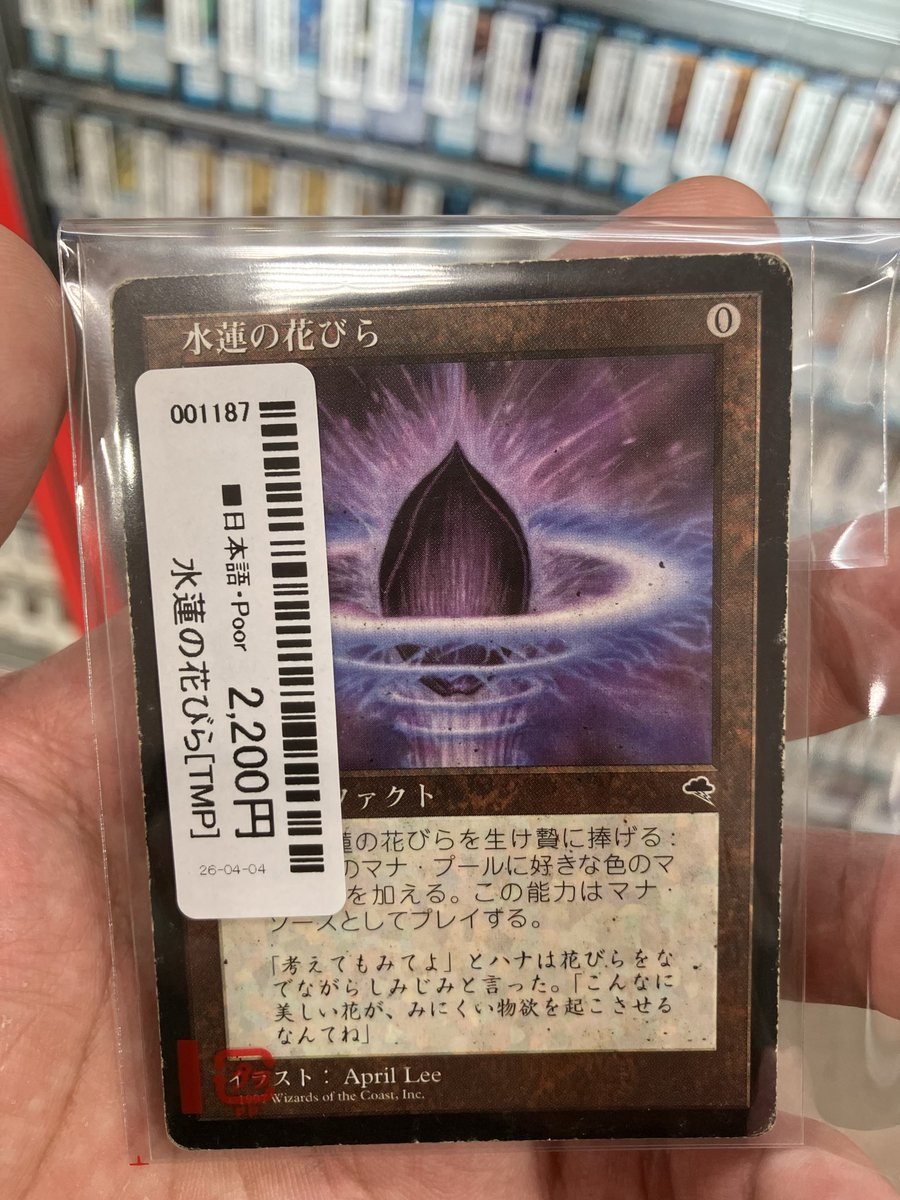 水蓮の花びら
0
001187
■日本語・Poor
2,200円
水蓮の花びら[TMP]
26-04-04
ファクト
蓮の花びらを生け贄に捧げる:
のマナ・プールに好きな色のマ
を加える。この能力はマナ・
ソースとしてプレイする。
「考えてもみてよ」とハナは花びらをな
でながらしみじみと言った。「こんなに
美しい花が、みにくい物欲を起こさせる
なんてね」
イラスト: April Lee
Wizards of the Coast, Inc.